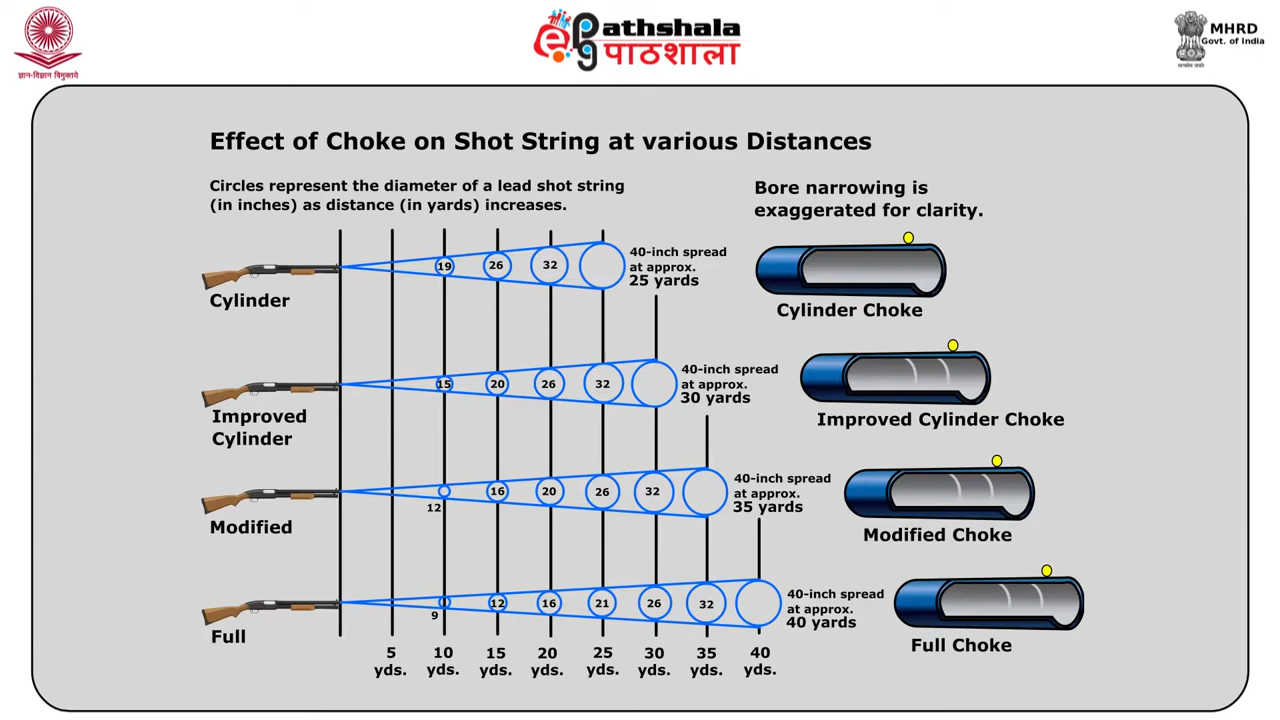 ज्ञान-विज्ञान विमुक्तये
Pathshala
पाठशाला
MHRD
Govt. of India
सत्यमेव जयते
Effect of Choke on Shot String at various Distances
Circles represent the diameter of a lead shot string
(in inches) as distance (in yards) increases.
Bore narrowing is
exaggerated for clarity.
19 26 32
40-inch spread
at approx.
25 yards
Cylinder
Cylinder Choke
15 20 26 32
40-inch spread
at approx.
30 yards
Improved
Cylinder
Improved Cylinder Choke
12 16 20 26 32
40-inch spread
at approx.
35 yards
Modified
Modified Choke
9 12 16 21 26 32
40-inch spread
at approx.
40 yards
Full
Full Choke
5 10 15 20 25 30 35 40
yds. yds. yds. yds. yds. yds. yds. yds.